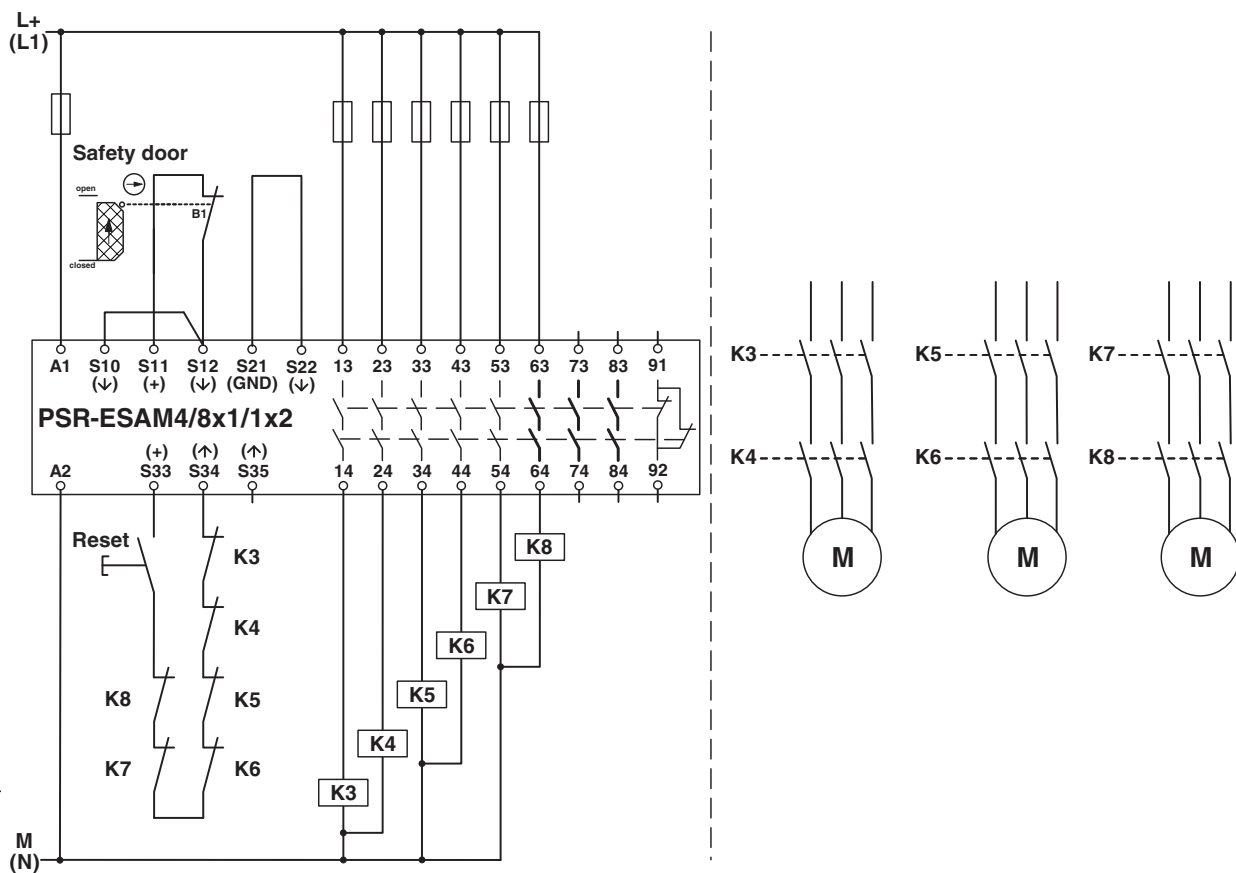 L+
(L1)
Safety door
open
B1
closed
A1 S10 S11 S12 S21 S22 13 23 33 43 53 63 73 83 91
(↓) (+) (↓) (GND) (↓)
PSR-ESAM4/8x1/1x2
(+) (↑) (↑)
A2 S33 S34 S35 14 24 34 44 54 64 74 84 92
Reset
K3
K8
K4
K7
K6
K8
K5
K5
K4
K7
K6
K3
M
(N)
K3 K5 K7
K4 K6 K8
M M M